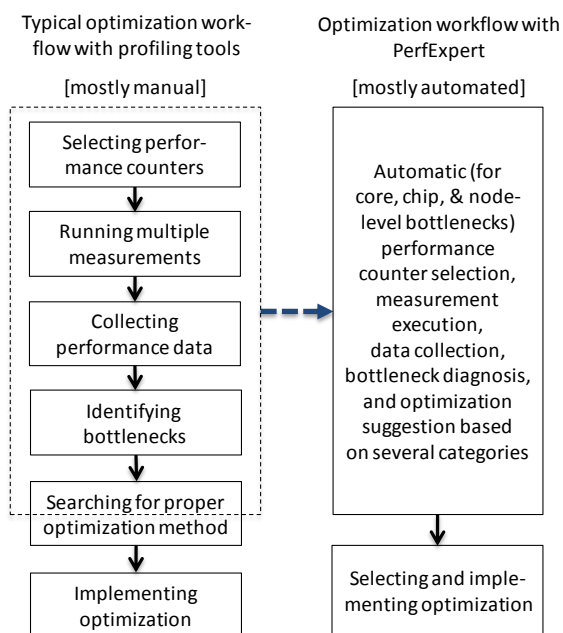 Typical optimization work-
flow with profiling tools
[mostly manual]
Selecting perfor-
mance counters
Running multiple
measurements
Collecting
performance data
Identifying
bottlenecks
Searching for proper
optimization method
Implementing
optimization
Optimization workflow with
PerfExpert
[mostly automated]
Automatic (for
core, chip, & node-
level bottlenecks)
performance
counter selection,
measurement
execution,
data collection,
bottleneck diagnosis,
and optimization
suggestion based
on several categories
Selecting and imple-
menting optimization